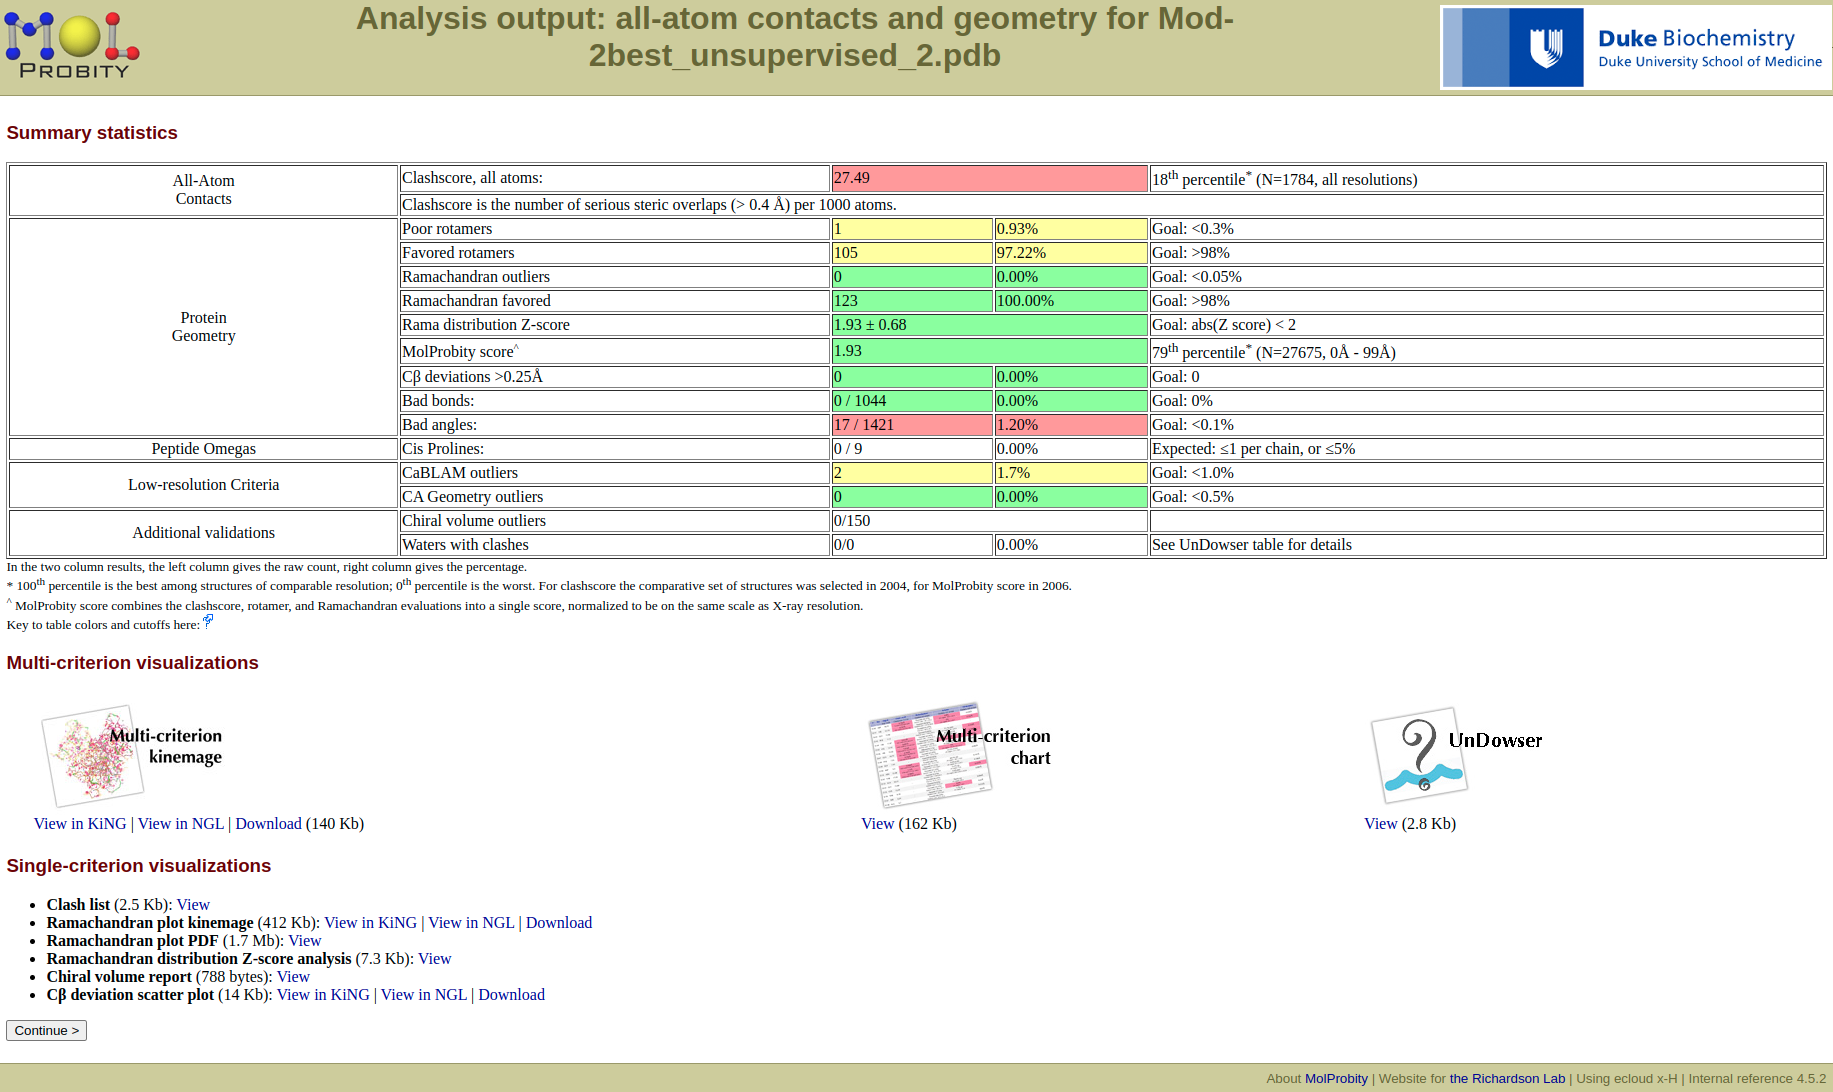 MOL
PROBITY
Analysis output: all-atom contacts and geometry for Mod-
2best_unsupervised_2.pdb
Duke Biochemistry
Duke University School of Medicine
Summary statistics
All-Atom
Contacts
Clashscore, all atoms: 27.49 18th percentile* (N=1784, all resolutions)
Clashscore is the number of serious steric overlaps (> 0.4 Å) per 1000 atoms.
Protein
Geometry
Poor rotamers 1 0.93% Goal: <0.3%
Favored rotamers 105 97.22% Goal: >98%
Ramachandran outliers 0 0.00% Goal: <0.05%
Ramachandran favored 123 100.00% Goal: >98%
Rama distribution Z-score 1.93 ± 0.68 Goal: abs(Z score) < 2
MolProbity score^ 1.93 79th percentile* (N=27675, 0Å - 99Å)
Cβ deviations >0.25Å 0 0.00% Goal: 0
Bad bonds: 0 / 1044 0.00% Goal: 0%
Bad angles: 17 / 1421 1.20% Goal: <0.1%
Peptide Omegas Cis Prolines: 0 / 9 0.00% Expected: ≤1 per chain, or ≤5%
Low-resolution Criteria
CaBLAM outliers 2 1.7% Goal: <1.0%
CA Geometry outliers 0 0.00% Goal: <0.5%
Additional validations
Chiral volume outliers 0/150
Waters with clashes 0/0 0.00% See UnDowser table for details
In the two column results, the left column gives the raw count, right column gives the percentage.
* 100th percentile is the best among structures of comparable resolution; 0th percentile is the worst. For clashscore the comparative set of structures was selected in 2004, for MolProbity score in 2006.
^ MolProbity score combines the clashscore, rotamer, and Ramachandran evaluations into a single score, normalized to be on the same scale as X-ray resolution.
Key to table colors and cutoffs here: ?
Multi-criterion visualizations
Multi-criterion
kinemage
Multi-criterion
chart
UnDowser
View in KiNG | View in NGL | Download (140 Kb)
View (162 Kb)
View (2.8 Kb)
Single-criterion visualizations
• Clash list (2.5 Kb): View
• Ramachandran plot kinemage (412 Kb): View in KiNG | View in NGL | Download
• Ramachandran plot PDF (1.7 Mb): View
• Ramachandran distribution Z-score analysis (7.3 Kb): View
• Chiral volume report (788 bytes): View
• Cβ deviation scatter plot (14 Kb): View in KiNG | View in NGL | Download
Continue >
About MolProbity | Website for the Richardson Lab | Using ecloud x-H | Internal reference 4.5.2